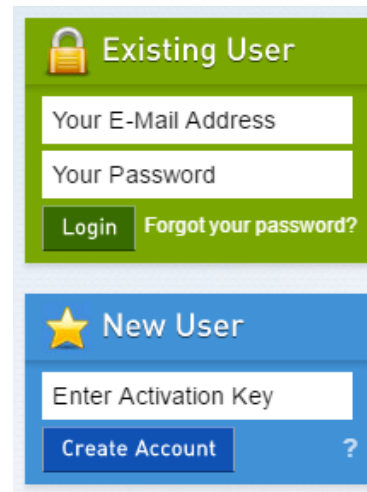 Existing User
Your E-Mail Address
Your Password
Login Forgot your password?
New User
Enter Activation Key
Create Account ?